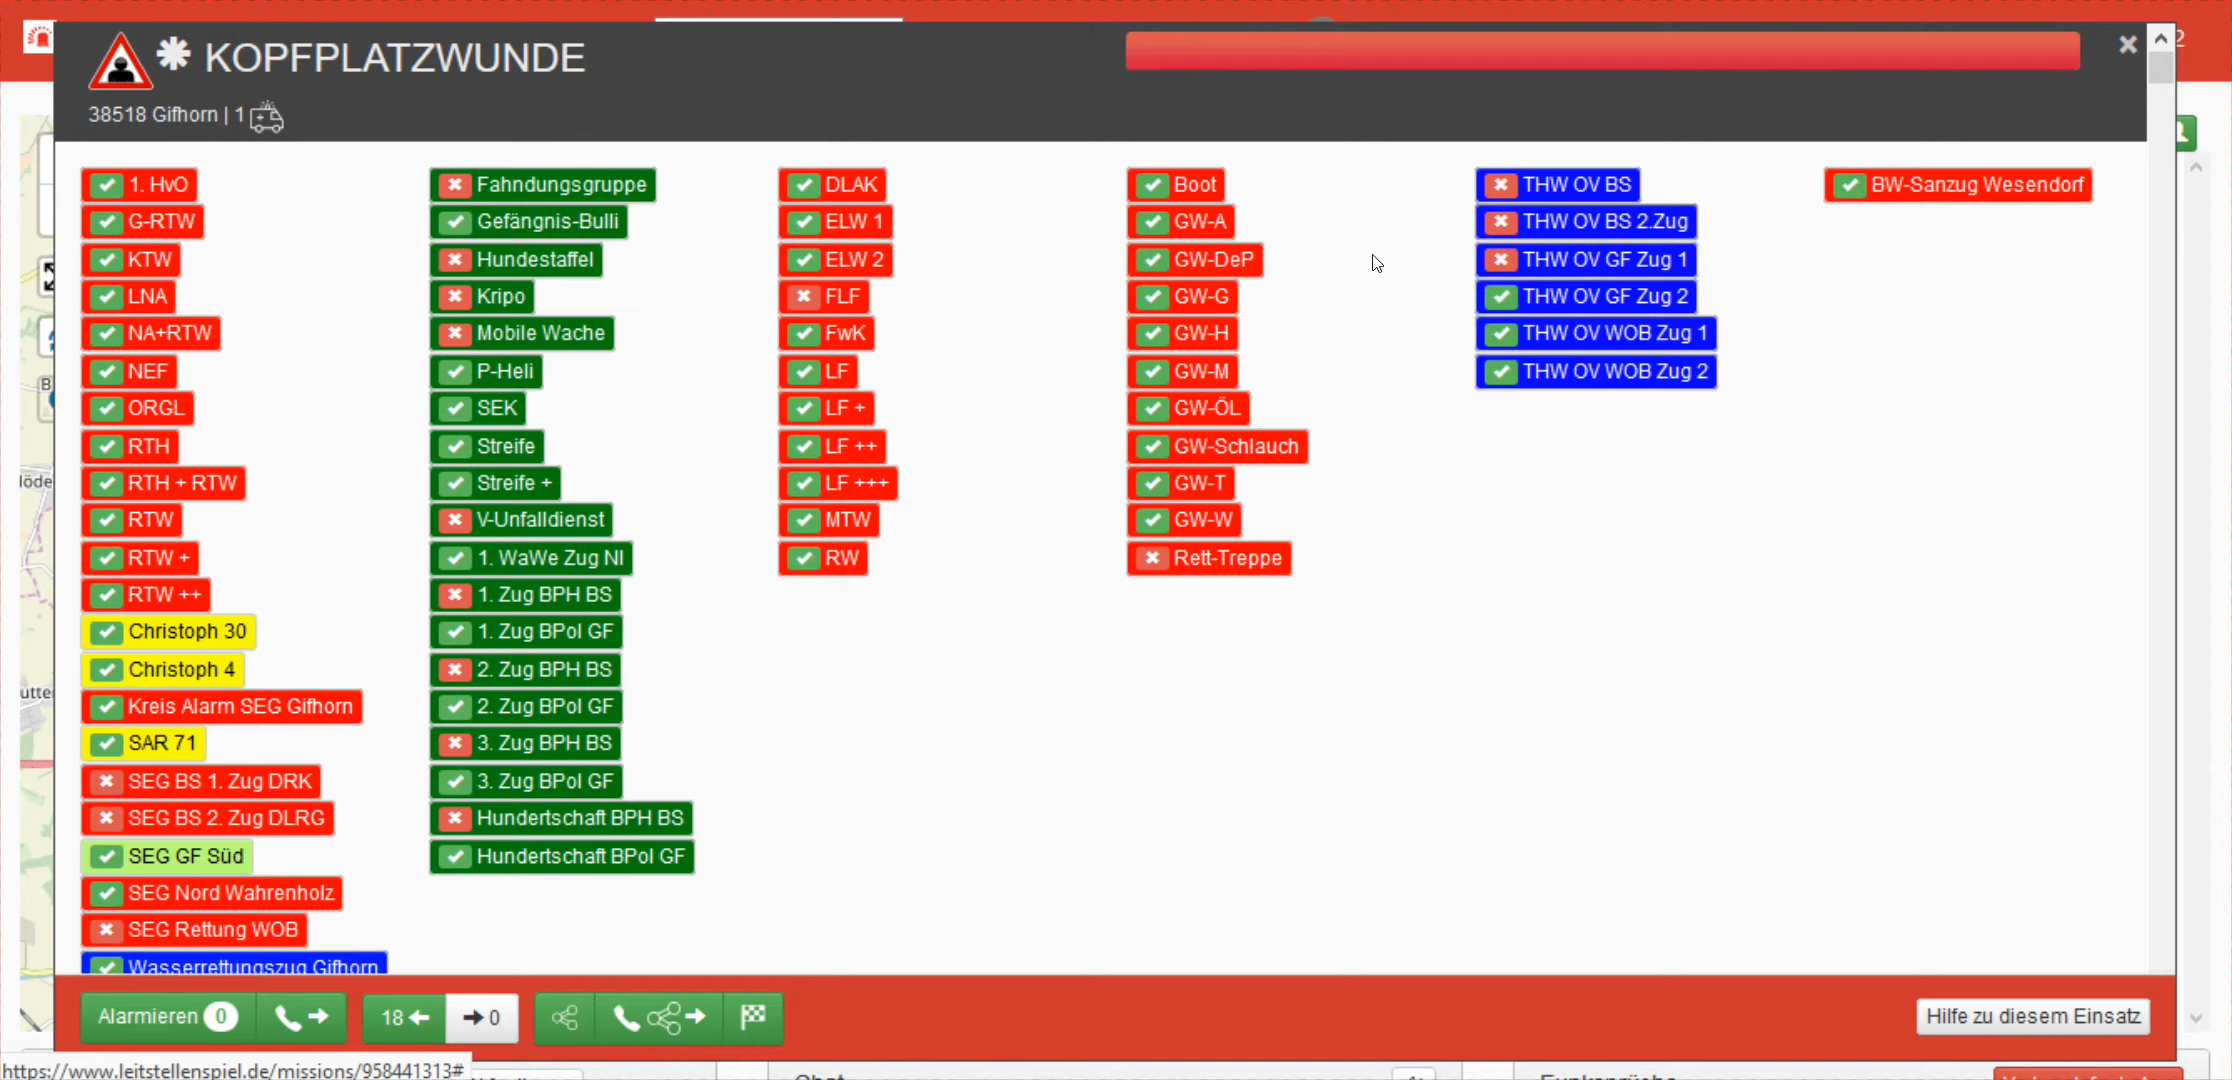 KOPFPLATZWUNDE
38518 Gifhorn | 1
1. HvO
G-RTW
KTW
LNA
NA+RTW
NEF
ORGL
RTH
RTH + RTW
RTW
RTW +
RTW ++
Christoph 30
Christoph 4
Kreis Alarm SEG Gifhorn
SAR 71
SEG BS 1. Zug DRK
SEG BS 2. Zug DLRG
SEG GF Süd
SEG Nord Wahrenholz
SEG Rettung WOB
Wasserrettungszug Gifhorn
Fahndungsgruppe
Gefängnis-Bulli
Hundestaffel
Kripo
Mobile Wache
P-Heli
SEK
Streife
Streife +
V-Unfalldienst
1. WaWe Zug NI
1. Zug BPH BS
1. Zug BPol GF
2. Zug BPH BS
2. Zug BPol GF
3. Zug BPH BS
3. Zug BPol GF
Hundertschaft BPH BS
Hundertschaft BPol GF
DLAK
ELW 1
ELW 2
FLF
FwK
LF
LF +
LF ++
LF +++
MTW
RW
Boot
GW-A
GW-DeP
GW-G
GW-H
GW-M
GW-ÖL
GW-Schlauch
GW-T
GW-W
Rett-Treppe
THW OV BS
THW OV BS 2.Zug
THW OV GF Zug 1
THW OV GF Zug 2
THW OV WOB Zug 1
THW OV WOB Zug 2
BW-Sanzug Wesendorf
Alarmieren 0
18
0
Hilfe zu diesem Einsatz
https://www.leitstellenspiel.de/missions/958441313#